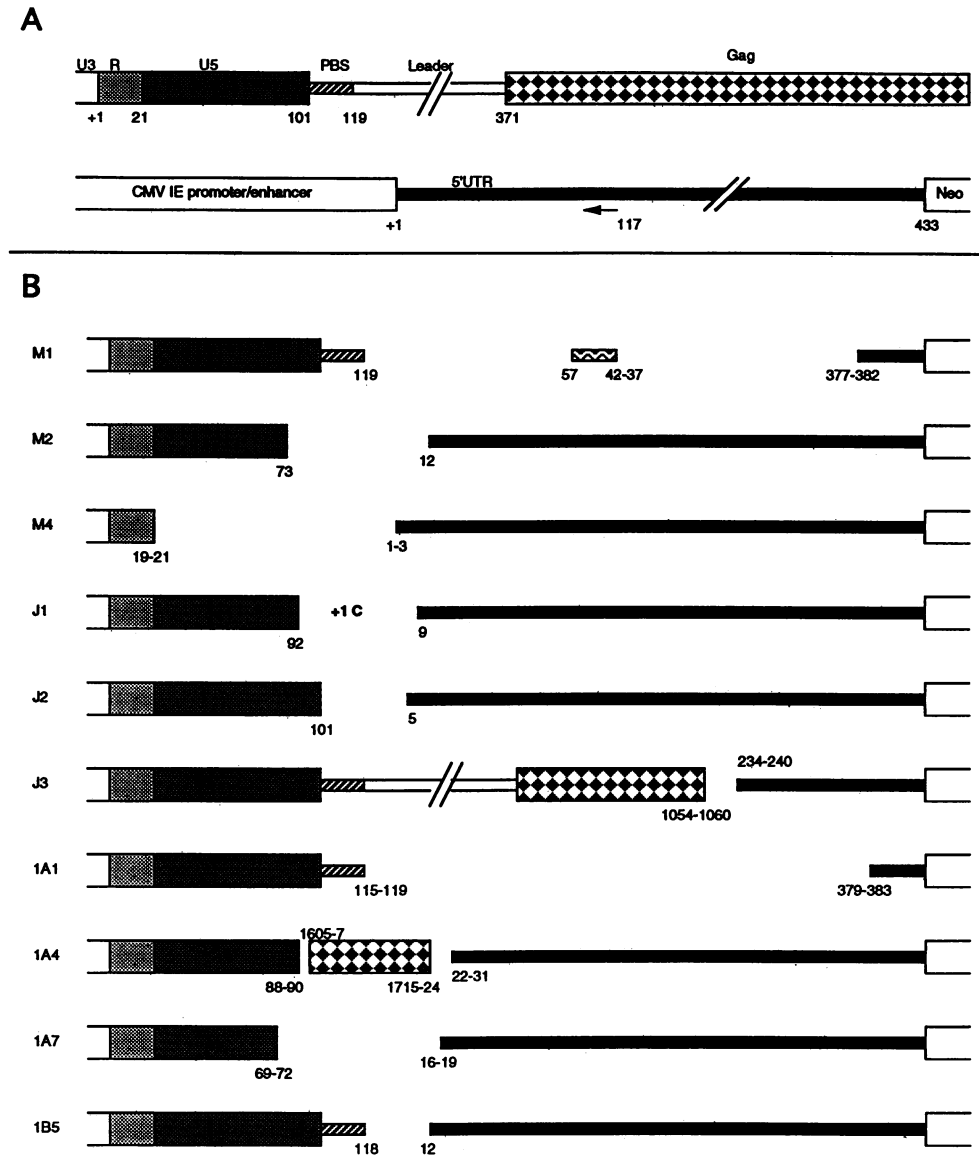 A
U3 R U5 PBS Leader Gag
+1 21 101 119 371
CMV IE promoter/enhancer 5'UTR Neo
+1 117 433
B
M1
119 57 42-37 377-382
M2
73 12
M4
19-21 1-3
J1 +1 C
92 9
J2
101 5
J3 234-240
1054-1060
1A1
115-119 379-383
1A4 1605-7
88-90 1715-24 22-31
1A7
69-72 16-19
1B5
118 12